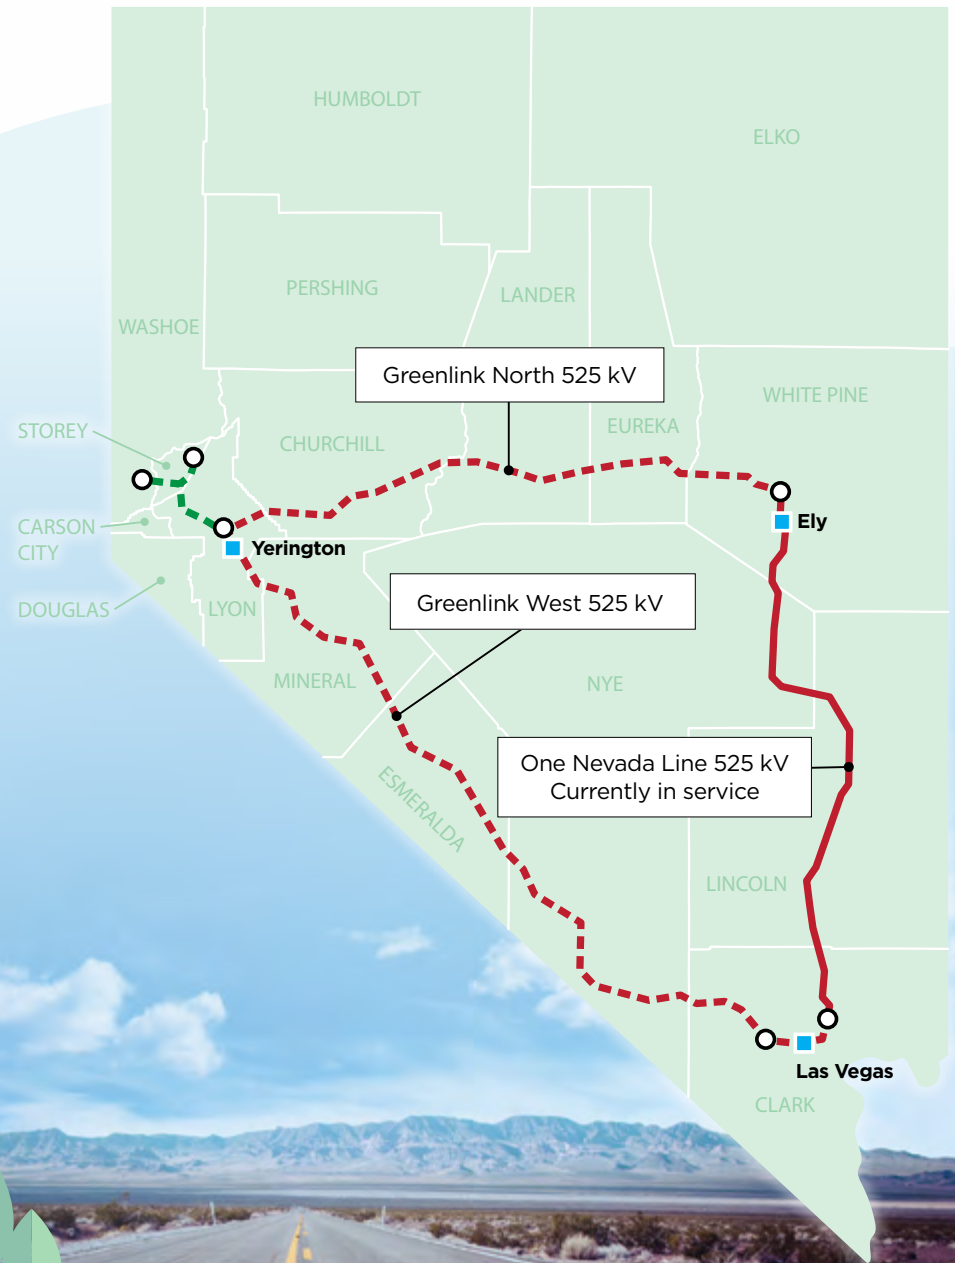 HUMBOLDT
ELKO
PERSHING
LANDER
WASHOE
Greenlink North 525 kV
WHITE PINE
EUREKA
STOREY
CHURCHILL
CARSON
CITY
Ely
Yerington
DOUGLAS
LYON
Greenlink West 525 kV
MINERAL
NYE
One Nevada Line 525 kV
Currently in service
ESMERALDA
LINCOLN
Las Vegas
CLARK